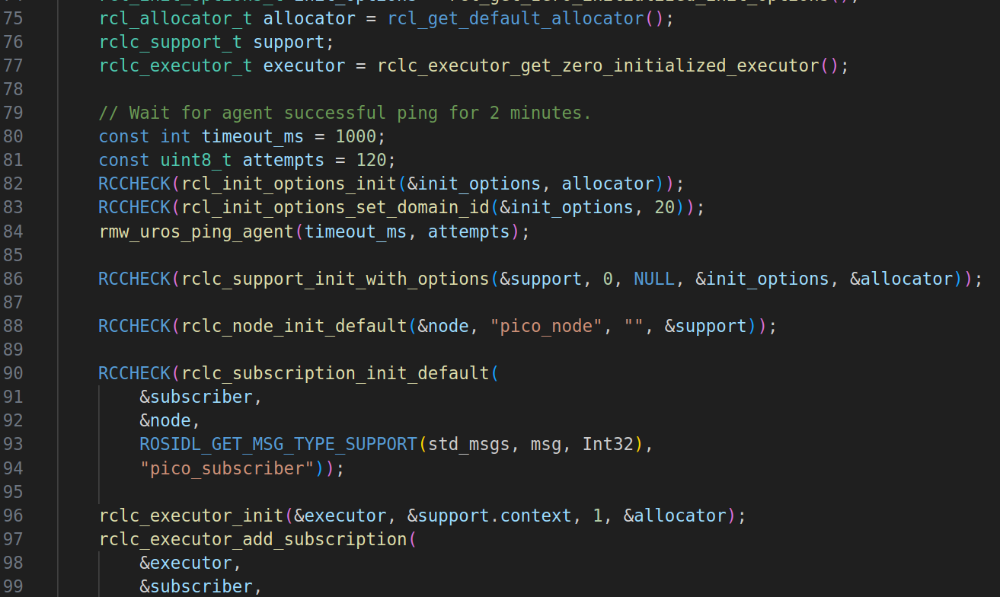 75 rcl_allocator_t allocator = rcl_get_default_allocator();
76 rclc_support_t support;
77 rclc_executor_t executor = rclc_executor_get_zero_initialized_executor();
78
79 // Wait for agent successful ping for 2 minutes.
80 const int timeout_ms = 1000;
81 const uint8_t attempts = 120;
82 RCCHECK(rcl_init_options_init(&init_options, allocator));
83 RCCHECK(rcl_init_options_set_domain_id(&init_options, 20));
84 rmw_uros_ping_agent(timeout_ms, attempts);
85
86 RCCHECK(rclc_support_init_with_options(&support, 0, NULL, &init_options, &allocator));
87
88 RCCHECK(rclc_node_init_default(&node, "pico_node", "", &support));
89
90 RCCHECK(rclc_subscription_init_default(
91 &subscriber,
92 &node,
93 ROSIDL_GET_MSG_TYPE_SUPPORT(std_msgs, msg, Int32),
94 "pico_subscriber"));
95
96 rclc_executor_init(&executor, &support.context, 1, &allocator);
97 rclc_executor_add_subscription(
98 &executor,
99 &subscriber,